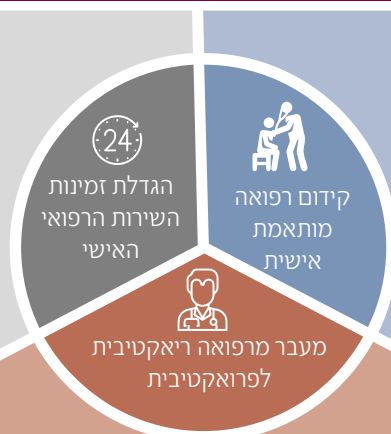 קידום רפואה
מותאמת
אישית
24
הגדלת זמינות
השירות הרפואי
האישי
מעבר מרפואה ריאקטיבית
לפרואקטיבית